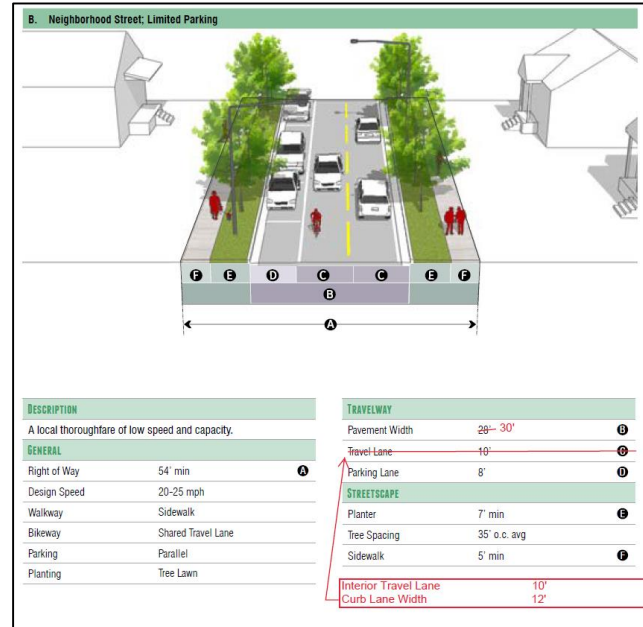 B. Neighborhood Street; Limited Parking
F E D C C E F
B
A
DESCRIPTION
A local thoroughfare of low speed and capacity.
GENERAL
Right of Way 54' min A
Design Speed 20-25 mph
Walkway Sidewalk
Bikeway Shared Travel Lane
Parking Parallel
Planting Tree Lawn
TRAVELWAY
Pavement Width 28' 30' B
Travel Lane 10' C
Parking Lane 8' D
STREETSCAPE
Planter 7' min E
Tree Spacing 35' o.c. avg
Sidewalk 5' min F
Interior Travel Lane 10'
Curb Lane Width 12'